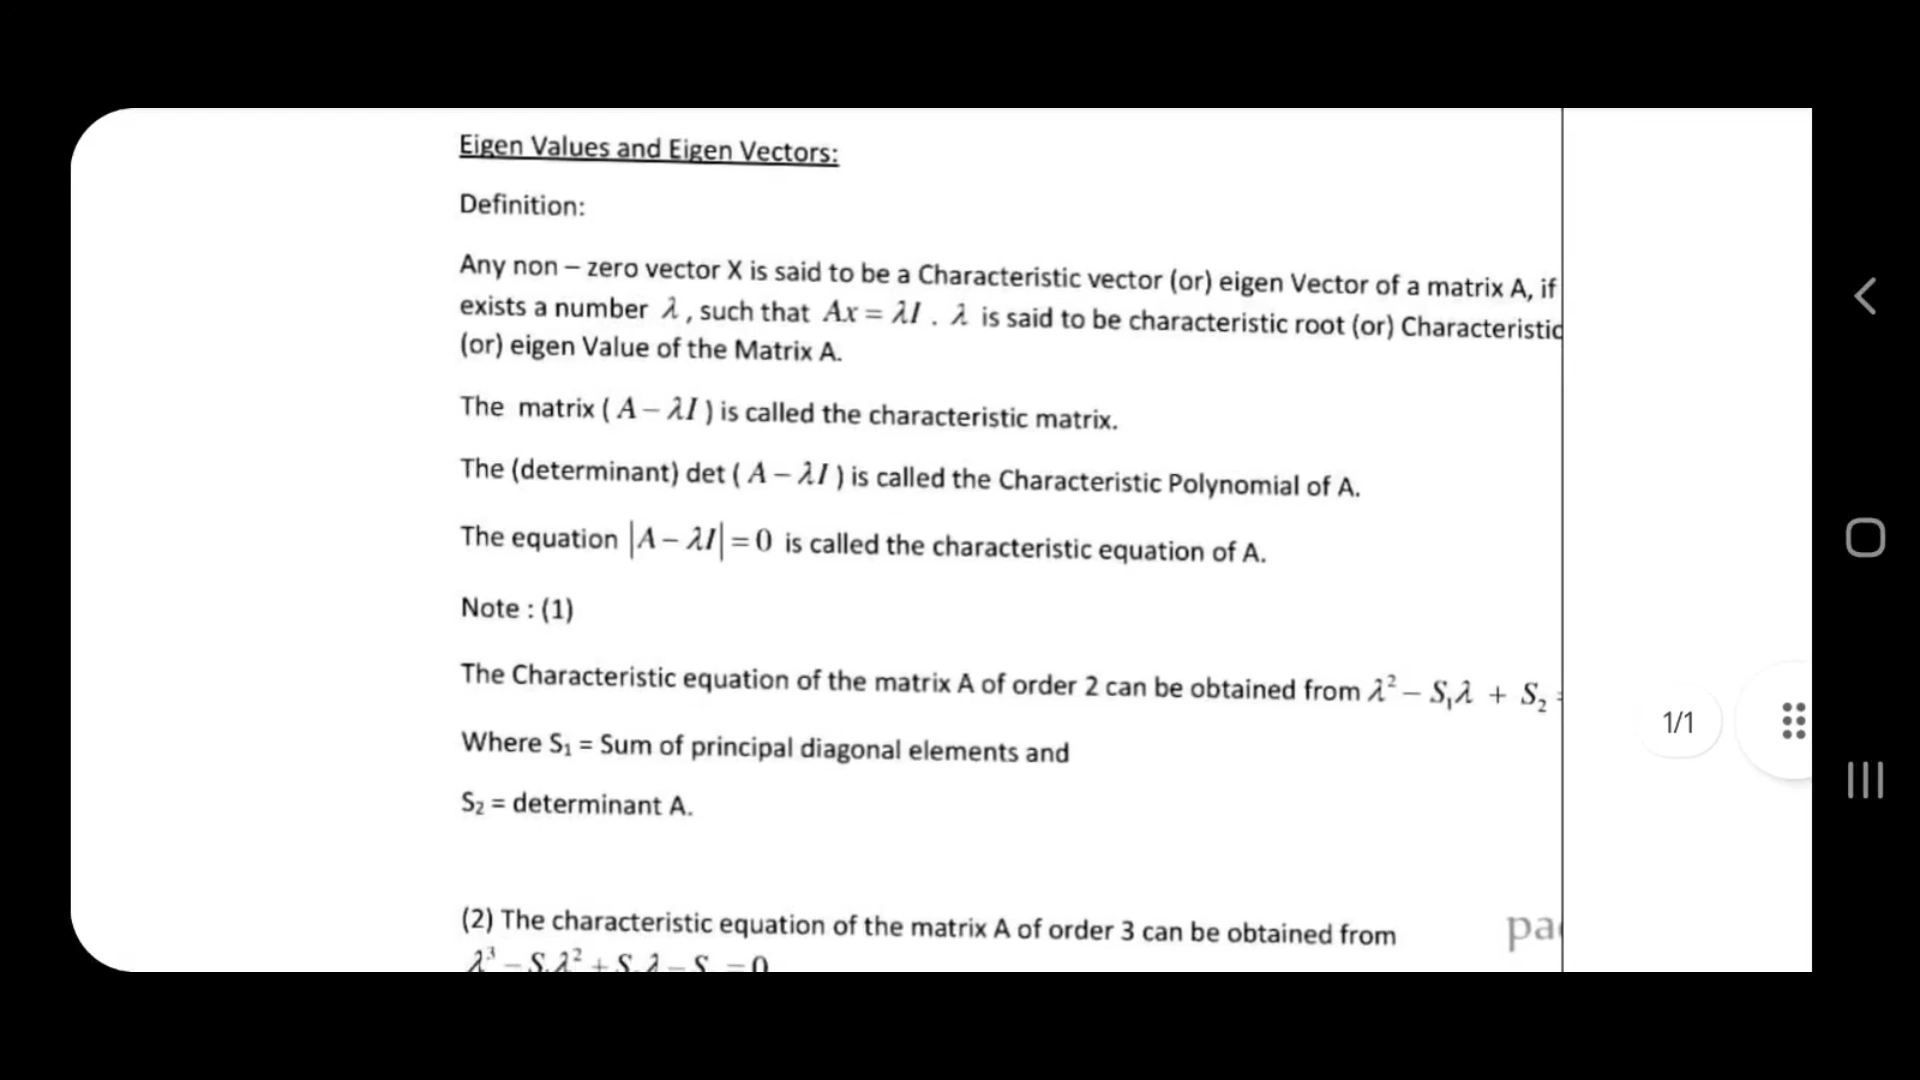 Eigen Values and Eigen Vectors:
Definition:
Any non – zero vector X is said to be a Characteristic vector (or) eigen Vector of a matrix A, if
exists a number λ , such that Ax = λI . λ is said to be characteristic root (or) Characteristic
(or) eigen Value of the Matrix A.
The matrix ( A – λI ) is called the characteristic matrix.
The (determinant) det ( A – λI ) is called the Characteristic Polynomial of A.
The equation |A – λI| = 0 is called the characteristic equation of A.
Note : (1)
The Characteristic equation of the matrix A of order 2 can be obtained from λ² – S₁λ + S₂
Where S₁ = Sum of principal diagonal elements and
S₂ = determinant A.
1/1
(2) The characteristic equation of the matrix A of order 3 can be obtained from